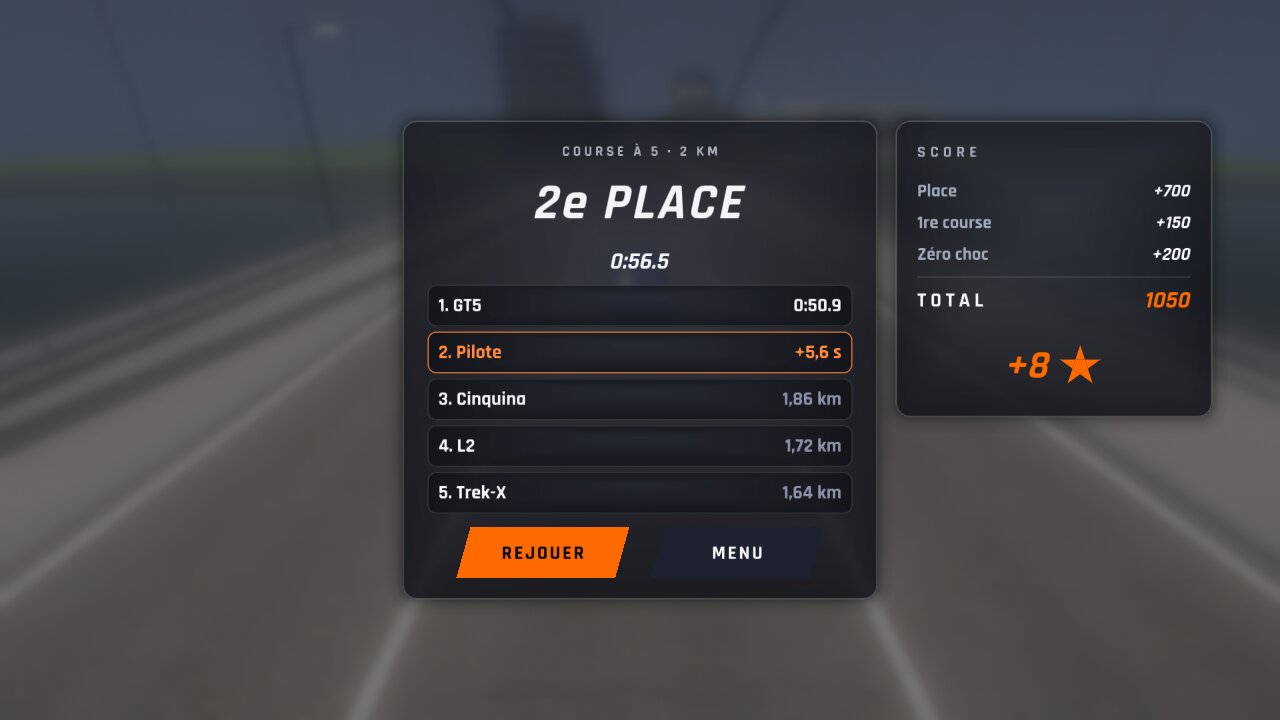 COURSE À 5 · 2 KM
2e PLACE
0:56.5
1. GT5 0:50.9
2. Pilote +5,6 s
3. Cinquina 1,86 km
4. L2 1,72 km
5. Trek-X 1,64 km
REJOUER MENU
SCORE
Place +700
1re course +150
Zéro choc +200
TOTAL 1050
+8